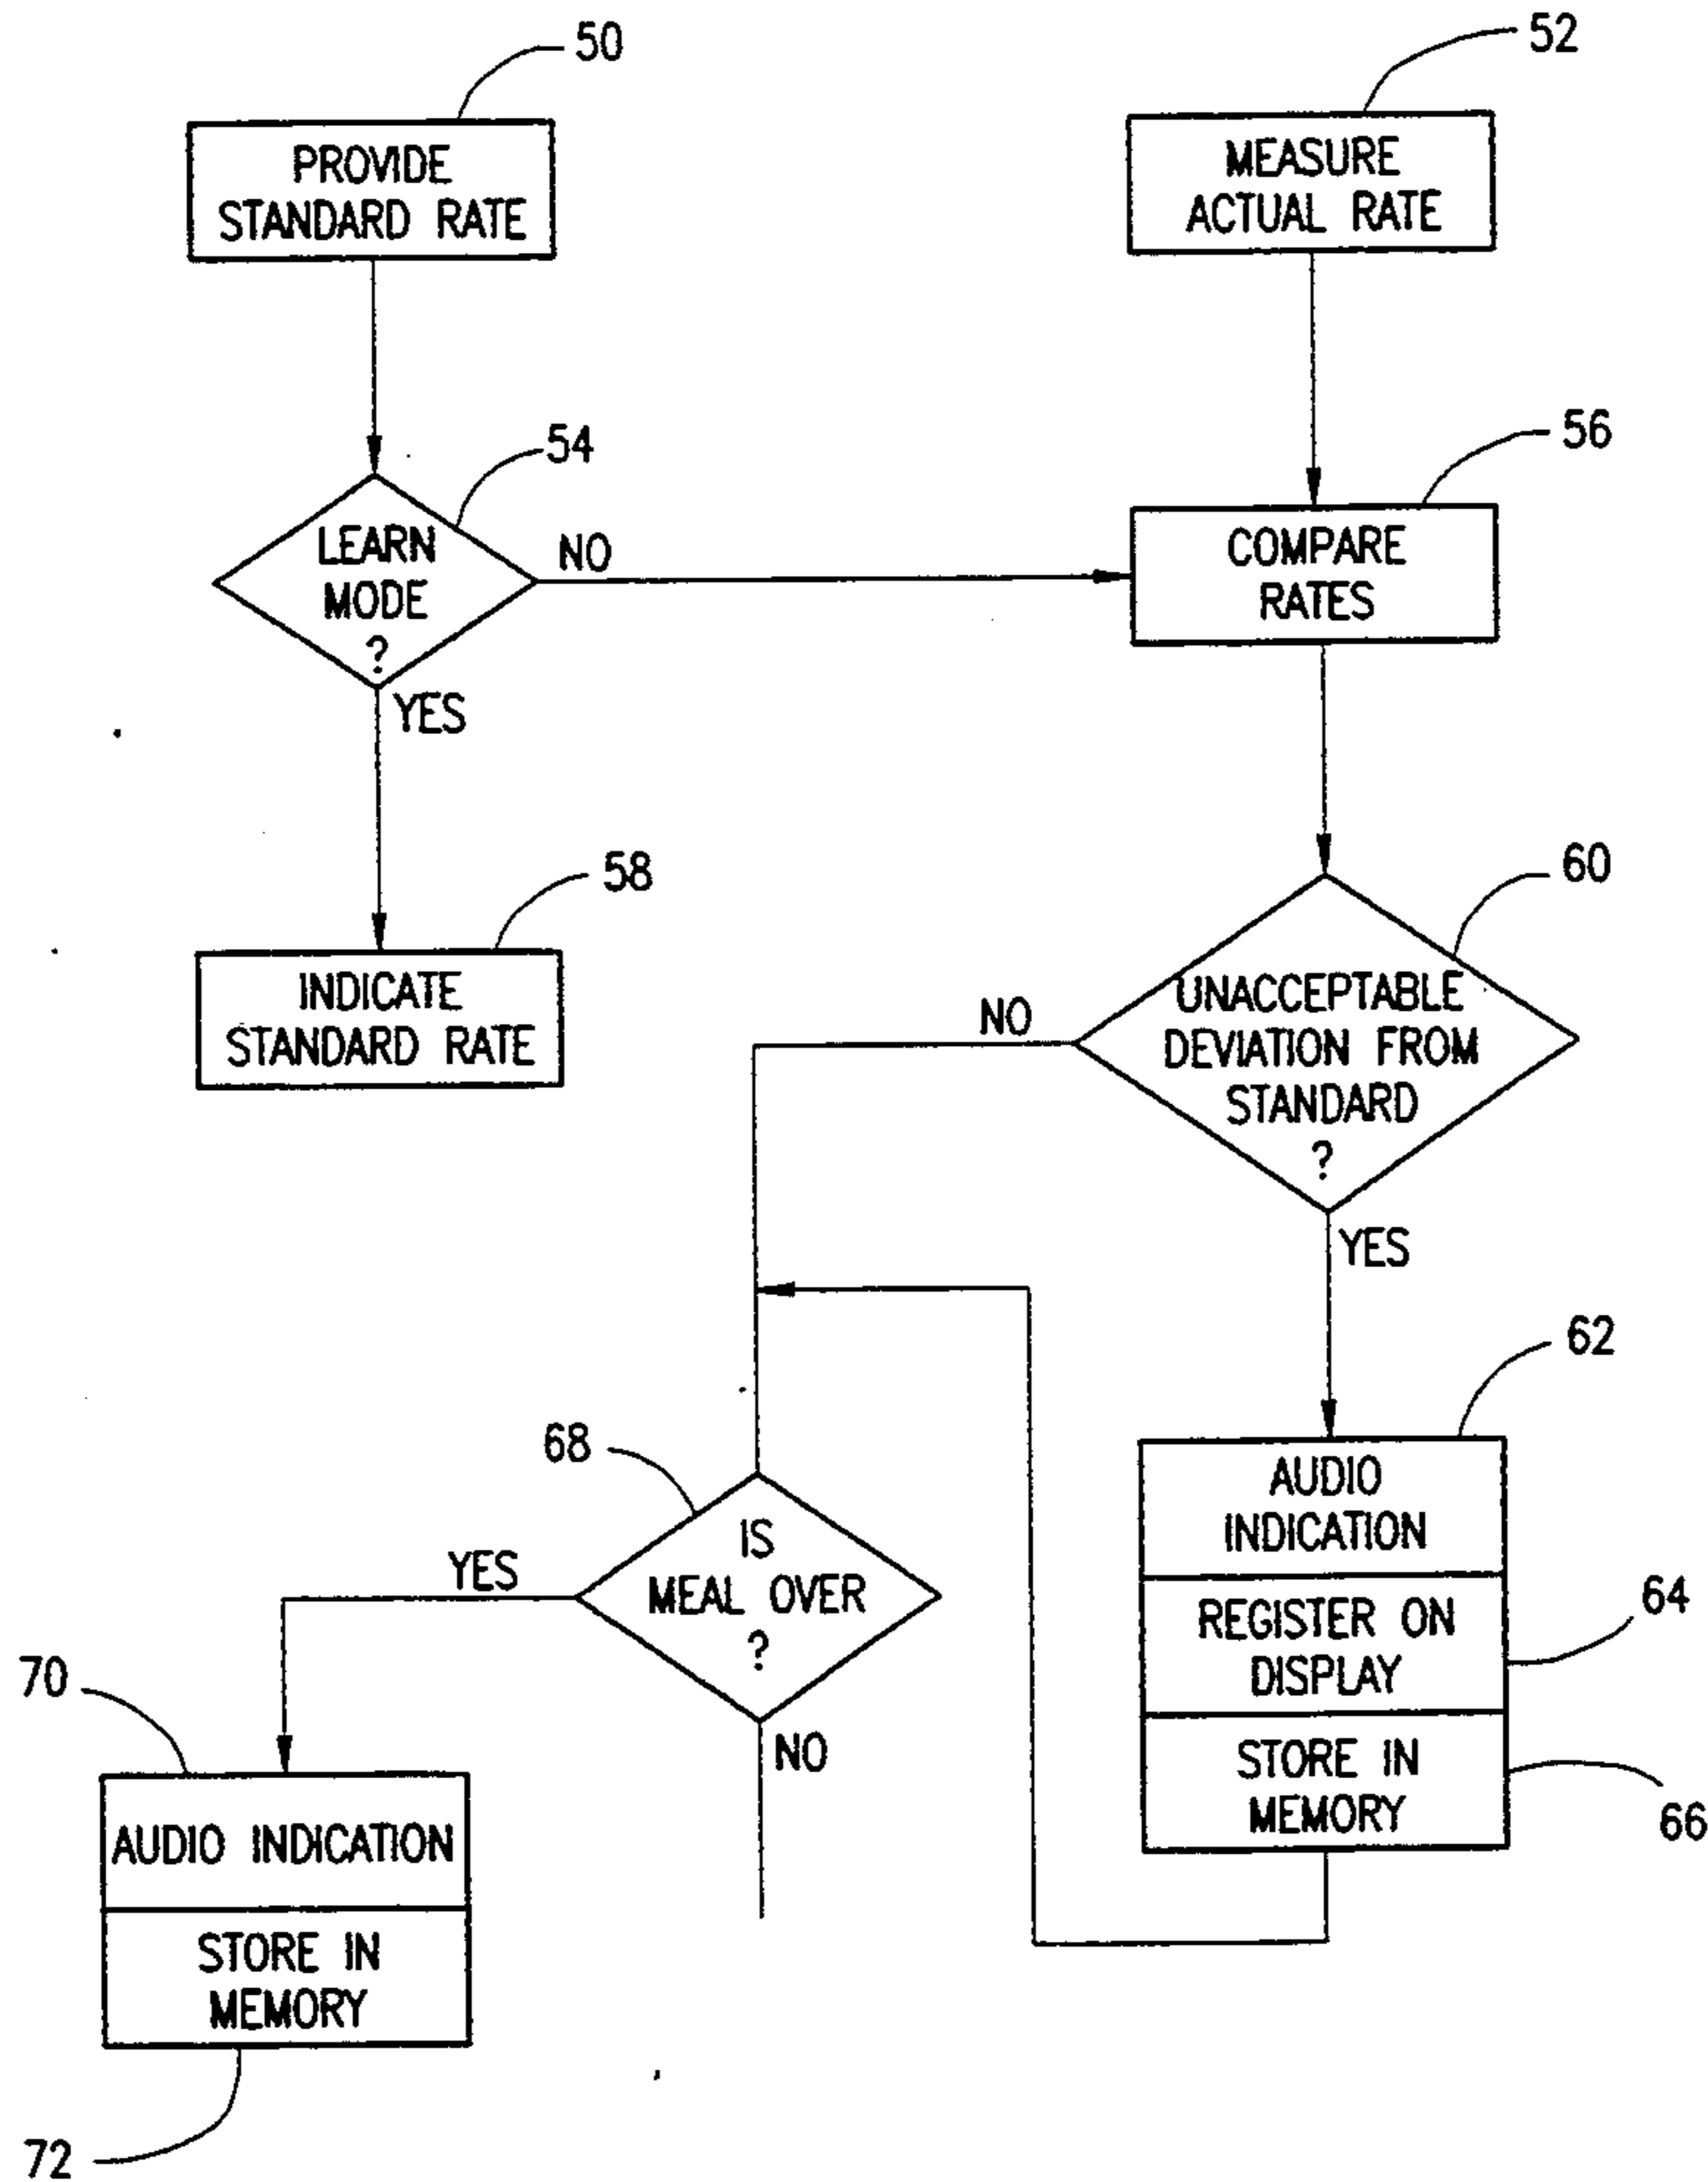 50
PROVIDE
STANDARD RATE
52
MEASURE
ACTUAL RATE
54
LEARN
MODE
?
NO
YES
56
COMPARE
RATES
58
INDICATE
STANDARD RATE
60
UNACCEPTABLE
DEVIATION FROM
STANDARD
?
NO
YES
62
AUDIO
INDICATION
64
REGISTER ON
DISPLAY
66
STORE IN
MEMORY
68
IS
MEAL OVER
?
YES
NO
70
AUDIO INDICATION
STORE IN
MEMORY
72